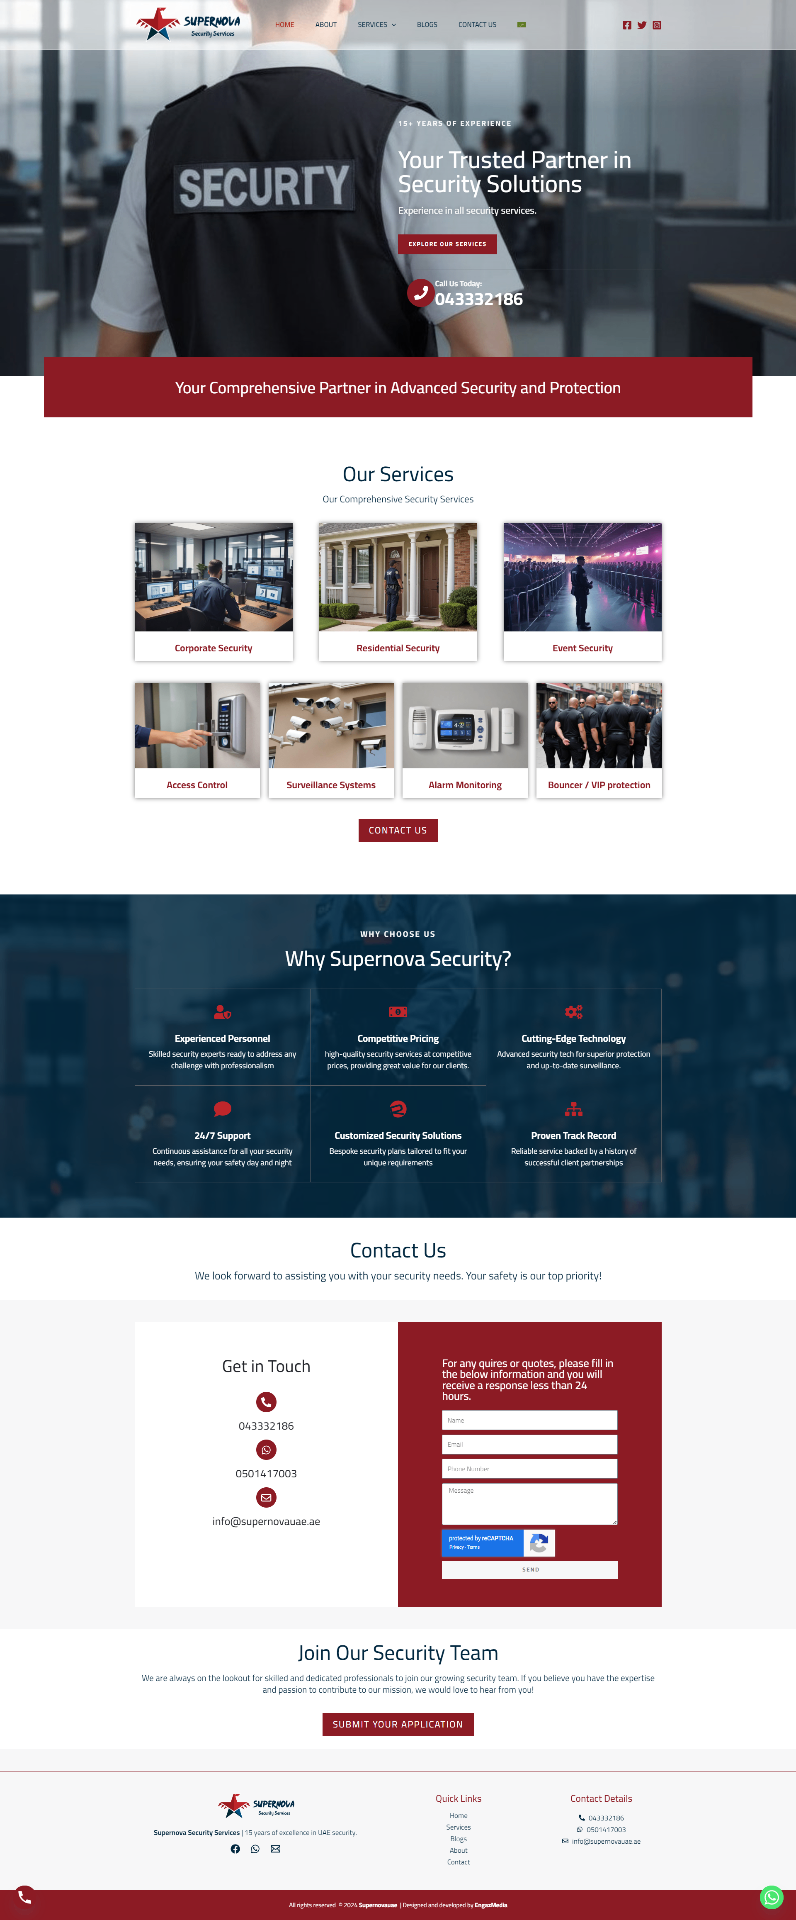 SUPERNOVA
Security Services
HOME
ABOUT
SERVICES
BLOGS
CONTACT US
SECURTY
15+ YEARS OF EXPERIENCE
Your Trusted Partner in
Security Solutions
Experience in all security services.
EXPLORE OUR SERVICES
Call Us Today:
043332186
Your Comprehensive Partner in Advanced Security and Protection
Our Services
Our Comprehensive Security Services
Corporate Security
Residential Security
Event Security
Access Control
Surveillance Systems
Alarm Monitoring
Bouncer / VIP protection
CONTACT US
WHY CHOOSE US
Why Supernova Security?
Experienced Personnel
Skilled security experts ready to address any
challenge with professionalism
Competitive Pricing
high-quality security services at competitive
prices, providing great value for our clients.
Cutting-Edge Technology
Advanced security tech for superior protection
and up-to-date surveillance.
24/7 Support
Continuous assistance for all your security
needs, ensuring your safety day and night
Customized Security Solutions
Bespoke security plans tailored to fit your
unique requirements
Proven Track Record
Reliable service backed by a history of
successful client partnerships
Contact Us
We look forward to assisting you with your security needs. Your safety is our top priority!
Get in Touch
043332186
0501417003
info@supernovauae.ae
For any quires or quotes, please fill in
the below information and you will
receive a response less than 24
hours.
Name
Email
Phone Number
Message
protected by reCAPTCHA
Privacy - Terms
SEND
Join Our Security Team
We are always on the lookout for skilled and dedicated professionals to join our growing security team. If you believe you have the expertise
and passion to contribute to our mission, we would love to hear from you!
SUBMIT YOUR APPLICATION
SUPERNOVA
Security Services
Supernova Security Services | 15 years of excellence in UAE security.
Quick Links
Home
Services
Blogs
About
Contact
Contact Details
043332186
0501417003
info@supernovauae.ae
All rights reserved © 2024 Supernovauae | Designed and developed by EngazMedia